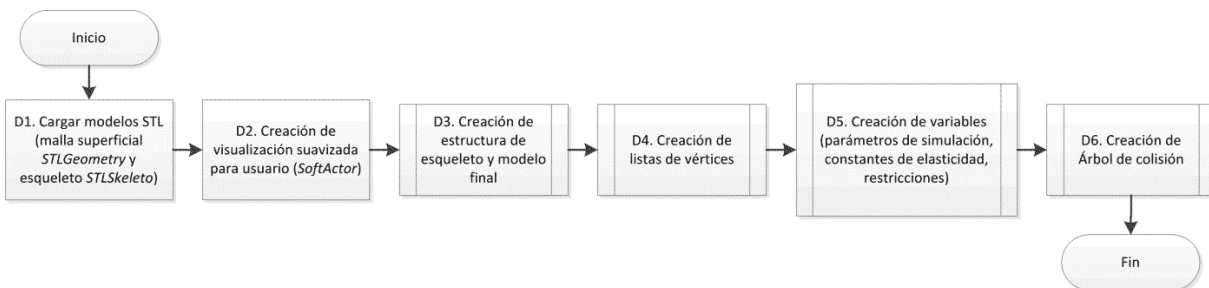 Inicio
D1. Cargar modelos STL
(malla superficial
STLGeometry y
esqueleto STLSkeleto)
D2. Creación de
visualización suavizada
para usuario (SoftActor)
D3. Creación de
estructura de
esqueleto y modelo
final
D4. Creación de
listas de vértices
D5. Creación de variables
(parámetros de simulación,
constantes de elasticidad,
restricciones)
D6. Creación de
Árbol de colisión
Fin